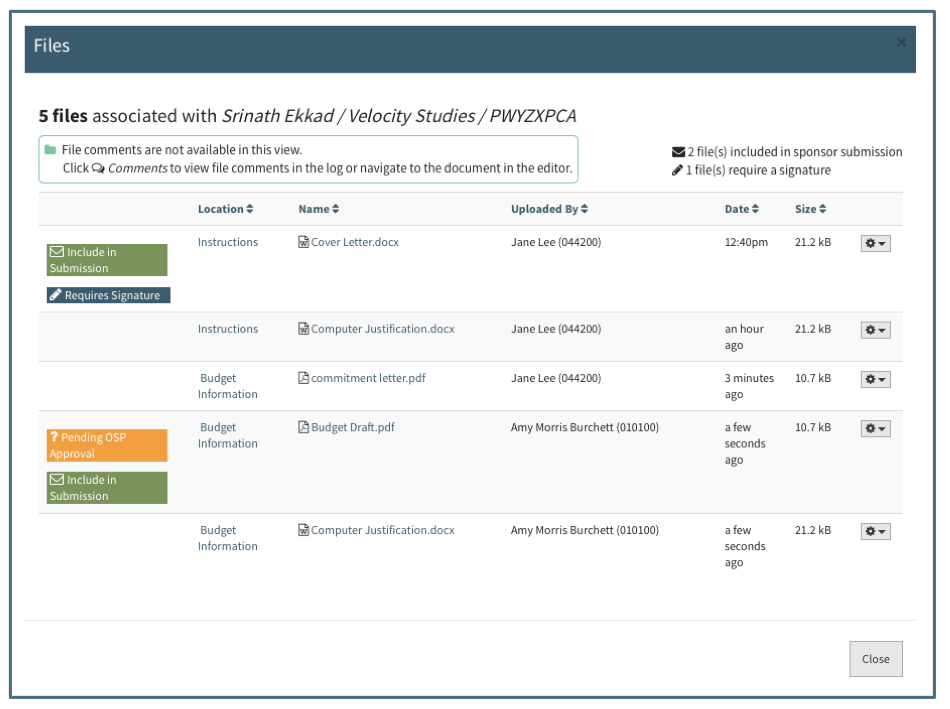 Files
5 files associated with Srinath Ekkad / Velocity Studies / PWYZXPCA
File comments are not available in this view.
Click Comments to view file comments in the log or navigate to the document in the editor.
2 file(s) included in sponsor submission
1 file(s) require a signature
Location Name Uploaded By Date Size
Include in
Submission
Requires Signature
Instructions Cover Letter.docx Jane Lee (044200) 12:40pm 21.2 kB
Instructions Computer Justification.docx Jane Lee (044200) an hour 21.2 kB
ago
Budget commitment letter.pdf Jane Lee (044200) 3 minutes 10.7 kB
Information ago
? Pending OSP
Approval
Include in
Submission
Budget Budget Draft.pdf Amy Morris Burchett (010100) a few 10.7 kB
Information seconds
ago
Budget Computer Justification.docx Amy Morris Burchett (010100) a few 21.2 kB
Information seconds
ago
Close